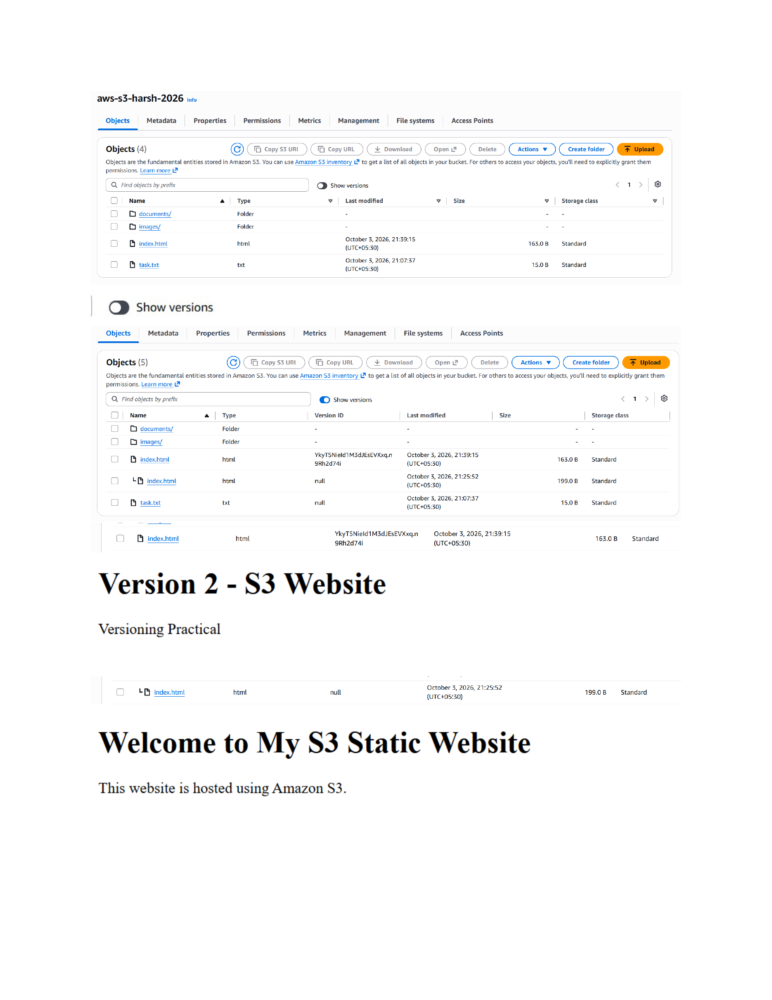 aws-s3-harsh-2026 Info
Objects Metadata Properties Permissions Metrics Management File systems Access Points
Objects (4) Copy S3 URI Copy URL Download Open Delete Actions Create folder Upload
Objects are the fundamental entities stored in Amazon S3. You can use Amazon S3 inventory to get a list of all objects in your bucket. For others to access your objects, you'll need to explicitly grant them
permissions. Learn more
Find objects by prefix Show versions 1
Name Type Last modified Size Storage class
documents/ Folder - - -
images/ Folder - - -
index.html html October 3, 2026, 21:39:15 (UTC+05:30) 163.0 B Standard
task.txt txt October 3, 2026, 21:07:37 (UTC+05:30) 15.0 B Standard
Show versions
Objects Metadata Properties Permissions Metrics Management File systems Access Points
Objects (5) Copy S3 URI Copy URL Download Open Delete Actions Create folder Upload
Objects are the fundamental entities stored in Amazon S3. You can use Amazon S3 inventory to get a list of all objects in your bucket. For others to access your objects, you'll need to explicitly grant them
permissions. Learn more
Find objects by prefix Show versions 1
Name Type Version ID Last modified Size Storage class
documents/ Folder - - - -
images/ Folder - - - -
index.html html YkyT5NieId1M3dJEsEVXxq.n9Rh2d74i October 3, 2026, 21:39:15 (UTC+05:30) 163.0 B Standard
index.html html null October 3, 2026, 21:25:52 (UTC+05:30) 199.0 B Standard
task.txt txt null October 3, 2026, 21:07:37 (UTC+05:30) 15.0 B Standard
index.html html YkyT5NieId1M3dJEsEVXxq.n9Rh2d74i October 3, 2026, 21:39:15 (UTC+05:30) 163.0 B Standard
Version 2 - S3 Website
Versioning Practical
index.html html null October 3, 2026, 21:25:52 (UTC+05:30) 199.0 B Standard
Welcome to My S3 Static Website
This website is hosted using Amazon S3.